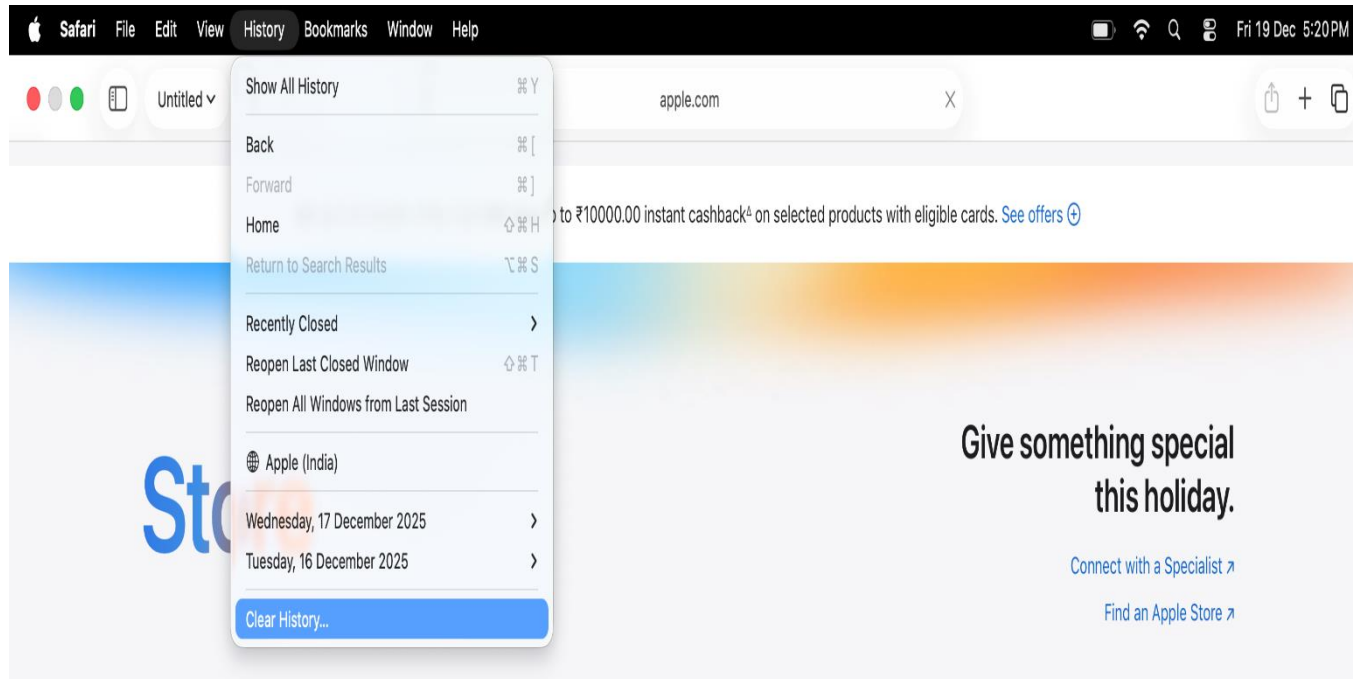 Safari File Edit View History Bookmarks Window Help Fri 19 Dec 5:20 PM
Untitled apple.com
Show All History ⌘ Y
Back ⌘ [
Forward ⌘ ]
Home ⇧ ⌘ H
Return to Search Results ⌥ ⌘ S
Recently Closed
Reopen Last Closed Window ⇧ ⌘ T
Reopen All Windows from Last Session
Apple (India)
Wednesday, 17 December 2025
Tuesday, 16 December 2025
Clear History...
to ₹10000.00 instant cashback∆ on selected products with eligible cards. See offers
Store
Give something special
this holiday.
Connect with a Specialist ↗
Find an Apple Store ↗